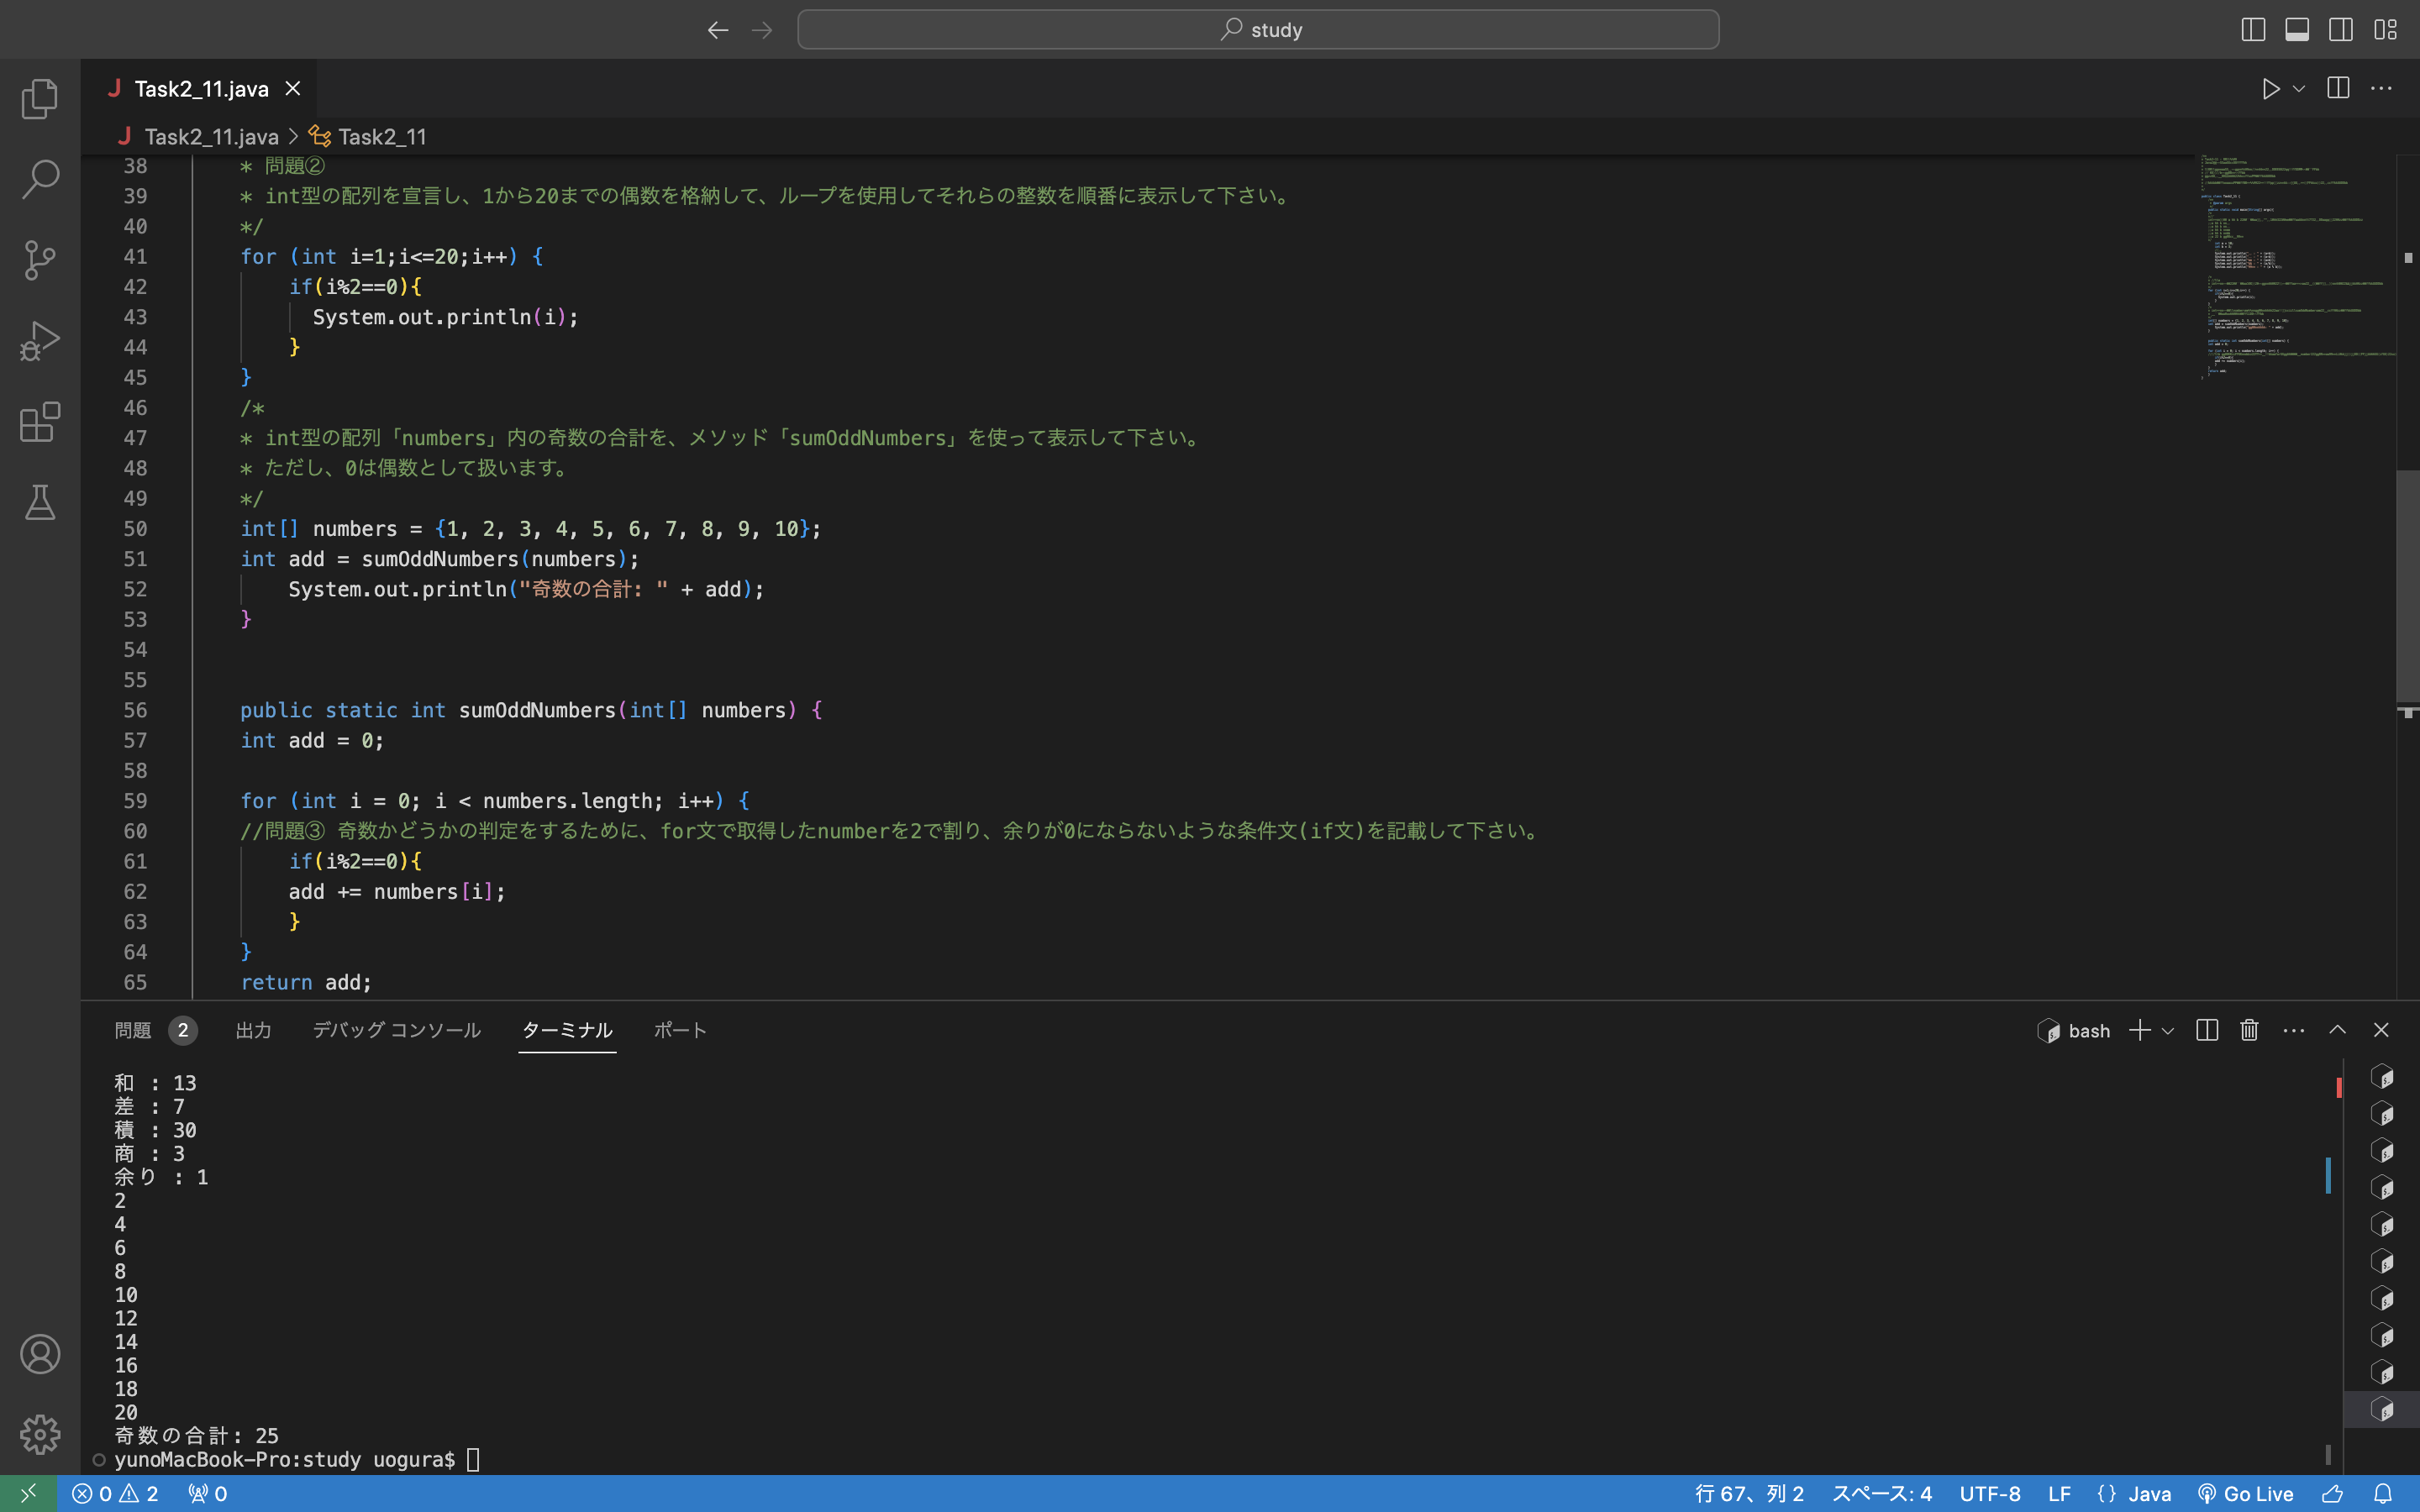 study
Task2_11.java
Task2_11.java > Task2_11
38 * 問題②
39 * int型の配列を宣言し、1から20までの偶数を格納して、ループを使用してそれらの整数を順番に表示して下さい。
40 */
41 for (int i=1;i<=20;i++) {
42 if(i%2==0){
43 System.out.println(i);
44 }
45 }
46 /*
47 * int型の配列「numbers」内の奇数の合計を、メソッド「sumOddNumbers」を使って表示して下さい。
48 * ただし、0は偶数として扱います。
49 */
50 int[] numbers = {1, 2, 3, 4, 5, 6, 7, 8, 9, 10};
51 int add = sumOddNumbers(numbers);
52 System.out.println("奇数の合計: " + add);
53 }
54
55
56 public static int sumOddNumbers(int[] numbers) {
57 int add = 0;
58
59 for (int i = 0; i < numbers.length; i++) {
60 //問題③ 奇数かどうかの判定をするために、for文で取得したnumberを2で割り、余りが0にならないような条件文(if文)を記載して下さい。
61 if(i%2==0){
62 add += numbers[i];
63 }
64 }
65 return add;
問題 2 出力 デバッグ コンソール ターミナル ポート bash
和 : 13
差 : 7
積 : 30
商 : 3
余り : 1
2
4
6
8
10
12
14
16
18
20
奇数の合計: 25
yunoMacBook-Pro:study uogura$
0 2 0 行 67、列 2 スペース: 4 UTF-8 LF {} Java Go Live